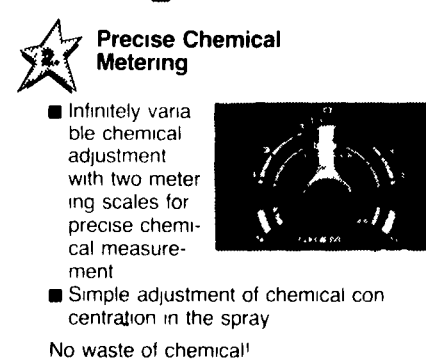 2.
Precise Chemical
Metering
■ Infinitely varia
ble chemical
adjustment
with two meter
ing scales for
precise chemi-
cal measure-
ment
■ Simple adjustment of chemical con
centration in the spray
No waste of chemical!